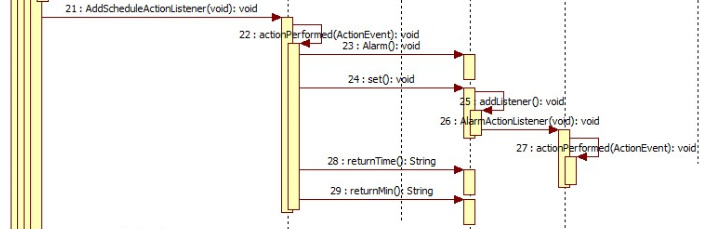 21 : AddScheduleActionListener(void): void
22 : actionPerformed(ActionEvent): void
23 : Alarm(): void
24 : set(): void
25 : addListener(): void
26 : AlarmActionListener(void): void
27 : actionPerformed(ActionEvent): void
28 : returnTime(): String
29 : returnMin(): String